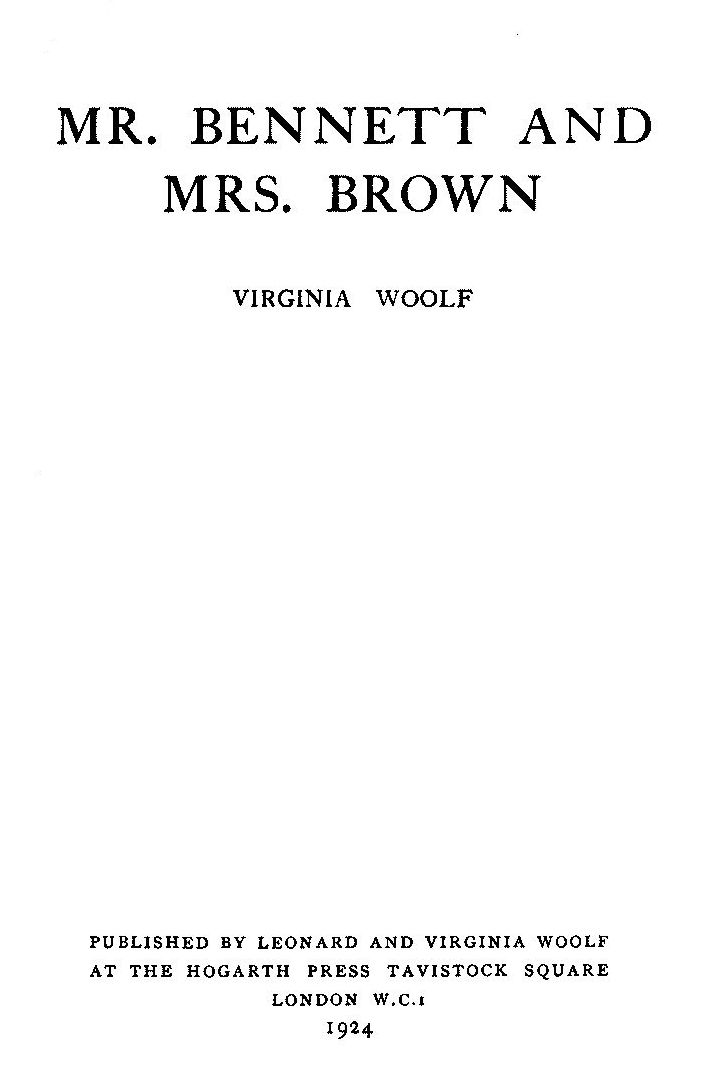 MR. BENNETT AND
MRS. BROWN
VIRGINIA WOOLF
PUBLISHED BY LEONARD AND VIRGINIA WOOLF
AT THE HOGARTH PRESS TAVISTOCK SQUARE
LONDON W.C.1
1924